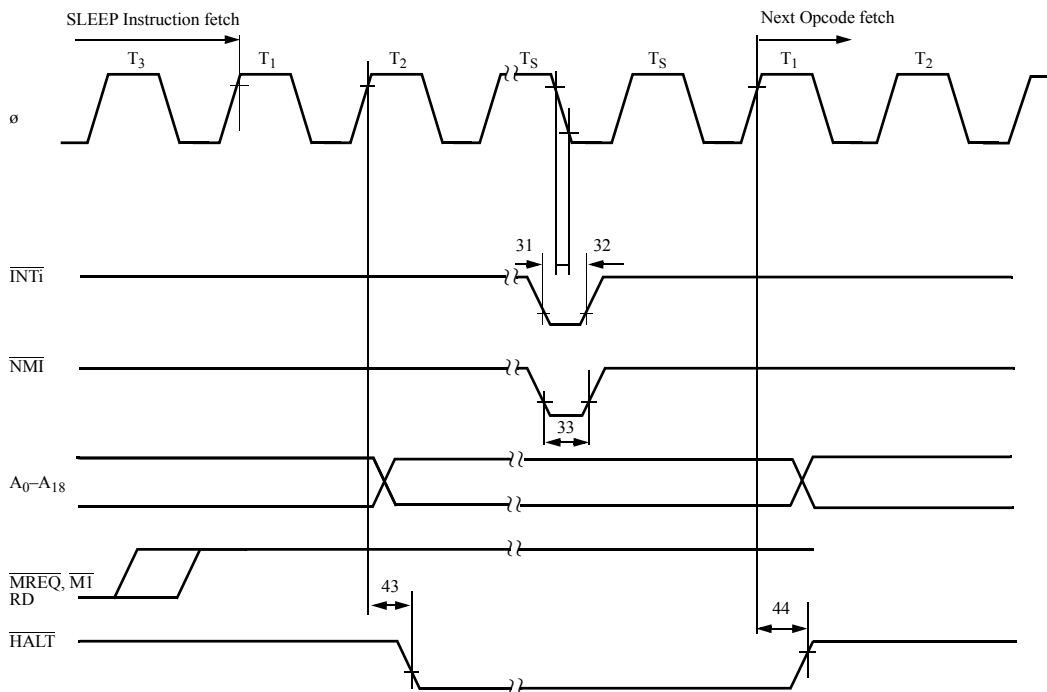 SLEEP Instruction fetch
Next Opcode fetch
T3 T1 T2 TS TS T1 T2
ø
31 32
INTi
NMI
33
A0–A18
MREQ, M1
RD
43
44
HALT